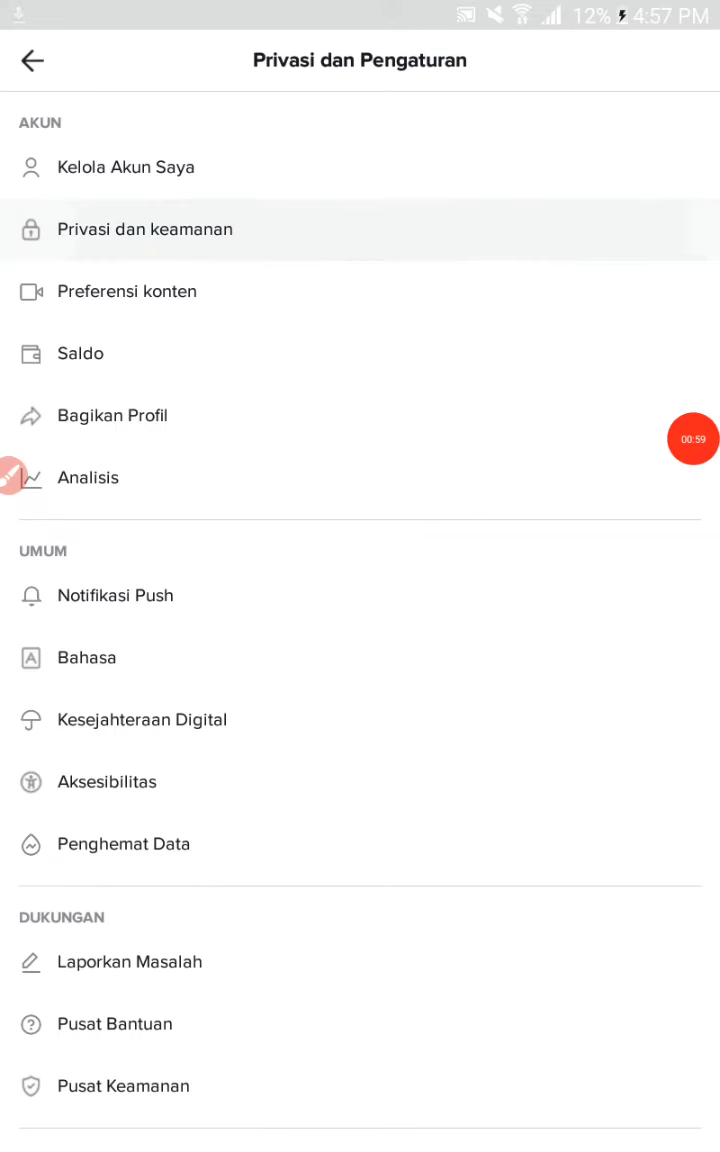 12% 4:57 PM
Privasi dan Pengaturan
AKUN
Kelola Akun Saya
Privasi dan keamanan
Preferensi konten
Saldo
Bagikan Profil
00:59
Analisis
UMUM
Notifikasi Push
A Bahasa
Kesejahteraan Digital
Aksesibilitas
Penghemat Data
DUKUNGAN
Laporkan Masalah
? Pusat Bantuan
Pusat Keamanan